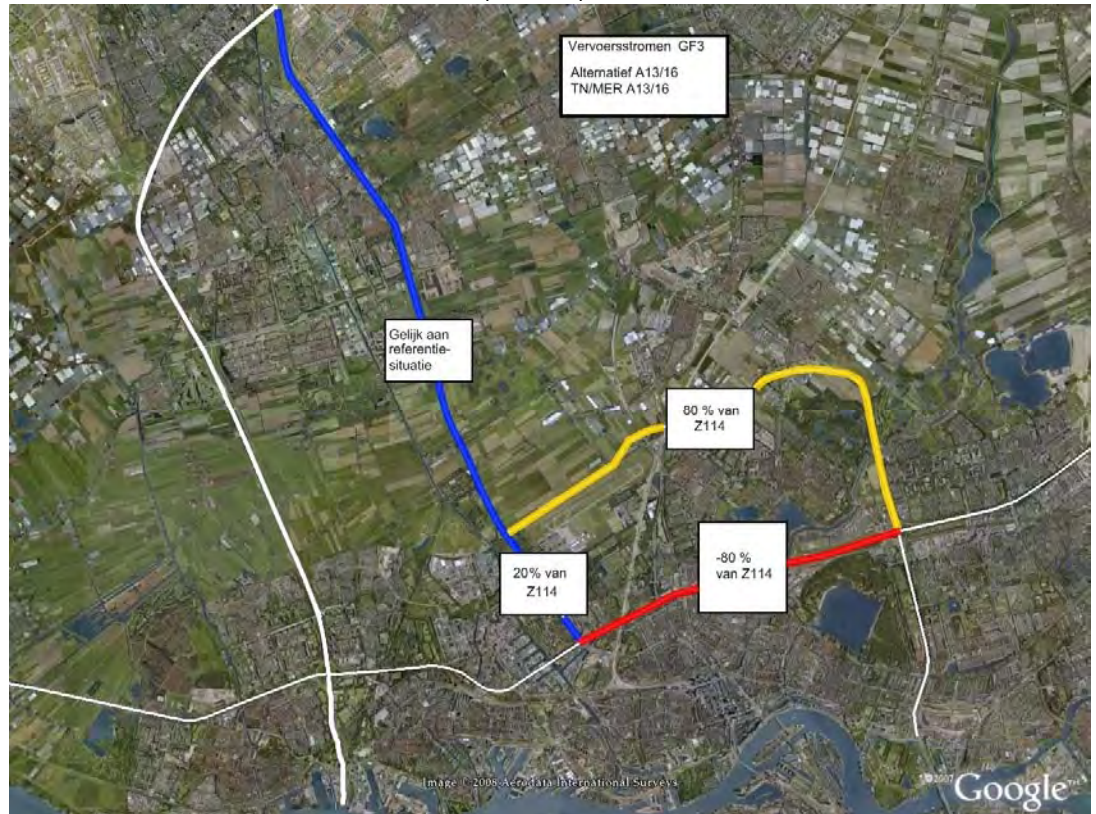 Vervoersstromen GF3
Alternatief A13/16
TN/MER A13/16
Gelijk aan
referentie-
situatie
80 % van
Z114
20% van
Z114
-80 %
van Z114
Image © 2008 Aerodata International Surveys
©2007 Google™